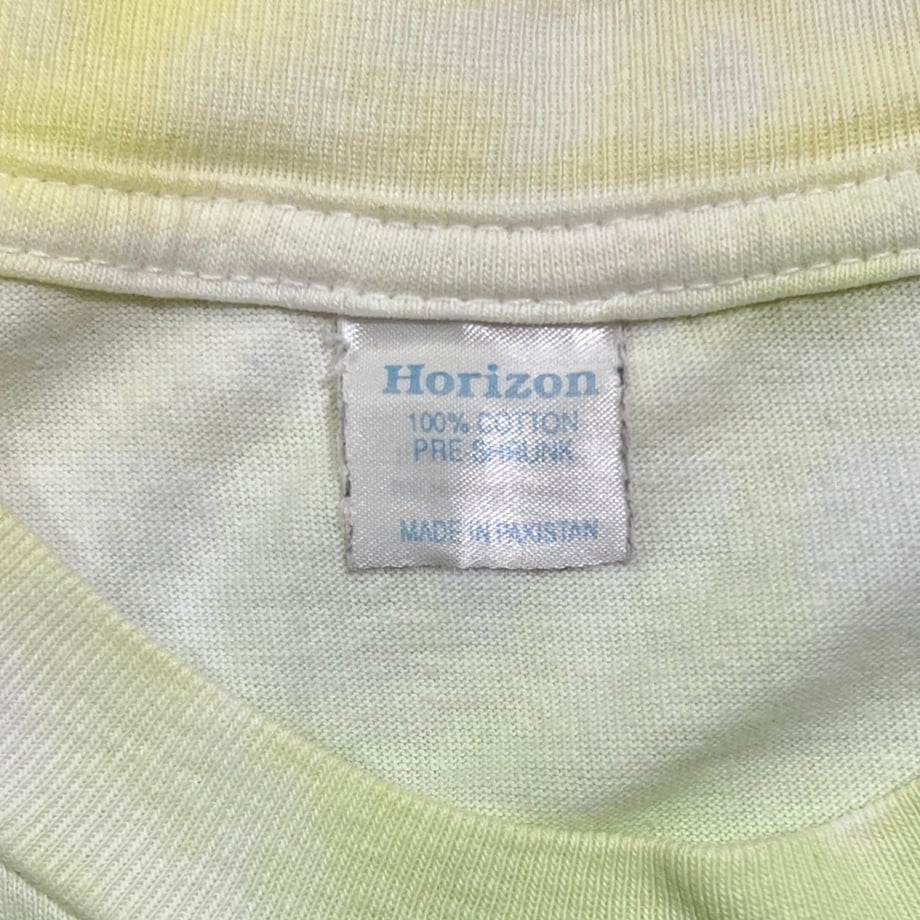 Horizon
100% COTTON
PRE SHRUNK
MADE IN PAKISTAN